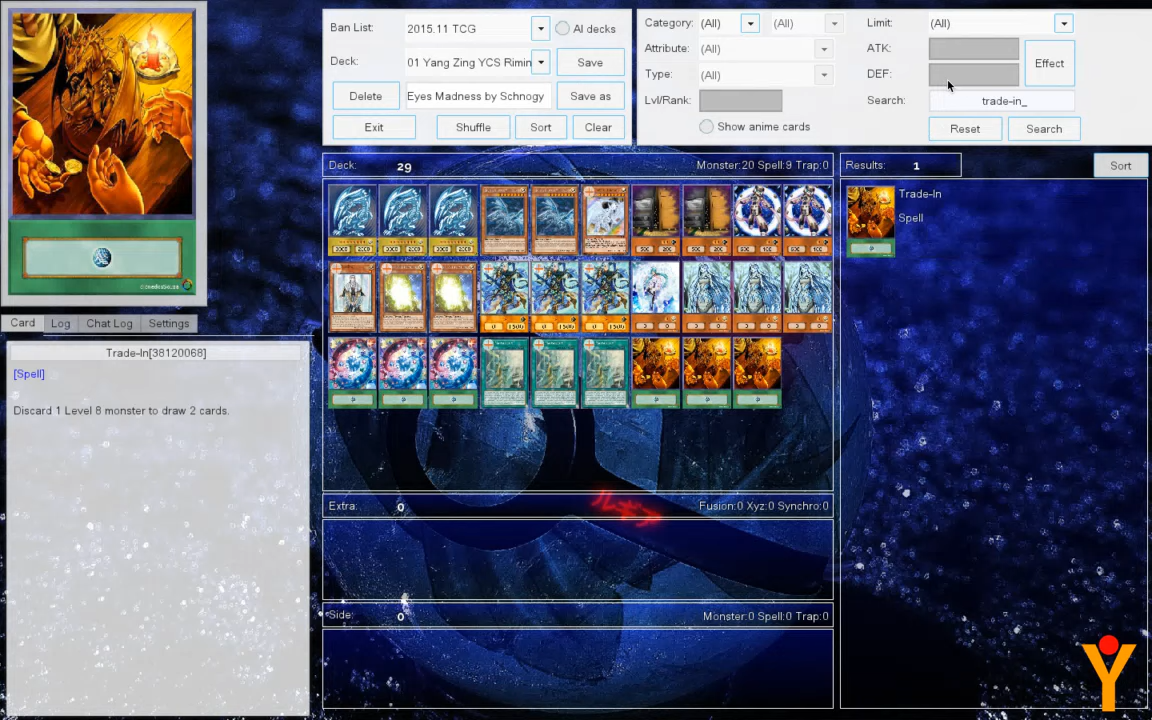 Card
Log
Chat Log
Settings
Trade-In[38120068]
[Spell]
Discard 1 Level 8 monster to draw 2 cards.
Ban List:
2015.11 TCG
AI decks
Deck:
01 Yang Zing YCS Rimin
Save
Delete
Eyes Madness by Schnogy
Save as
Exit
Shuffle
Sort
Clear
Category:
(All)
(All)
Limit:
(All)
Attribute:
(All)
ATK:
Effect
Type:
(All)
DEF:
Lvl/Rank:
Search:
trade-in_
Show anime cards
Reset
Search
Deck:
29
Monster:20 Spell:9 Trap:0
Results:
1
Sort
Trade-In
Spell
Extra:
0
Fusion:0 Xyz:0 Synchro:0
Side:
0
Monster:0 Spell:0 Trap:0